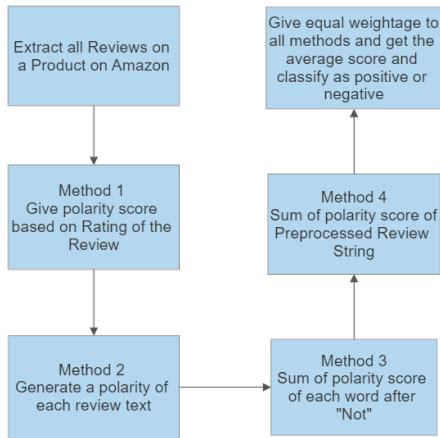 Extract all Reviews on
a Product on Amazon
Method 1
Give polarity score
based on Rating of the
Review
Method 2
Generate a polarity of
each review text
Method 3
Sum of polarity score
of each word after
"Not"
Method 4
Sum of polarity score of
Preprocessed Review
String
Give equal weightage to
all methods and get the
average score and
classify as positive or
negative